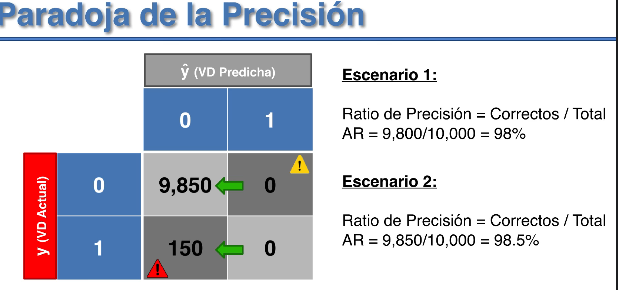 Paradoja de la Precisión
ŷ (VD Predicha)
0 1
y (VD Actual)
0 9,850 0
1 150 0
Escenario 1:
Ratio de Precisión = Correctos / Total
AR = 9,800/10,000 = 98%
Escenario 2:
Ratio de Precisión = Correctos / Total
AR = 9,850/10,000 = 98.5%